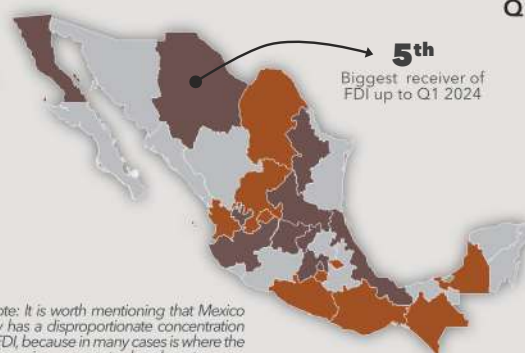 Q
5th
Biggest receiver of
FDI up to Q1 2024
ote: It is worth mentioning that Mexico
y has a disproportionate concentration
FDI, because in many cases is where the